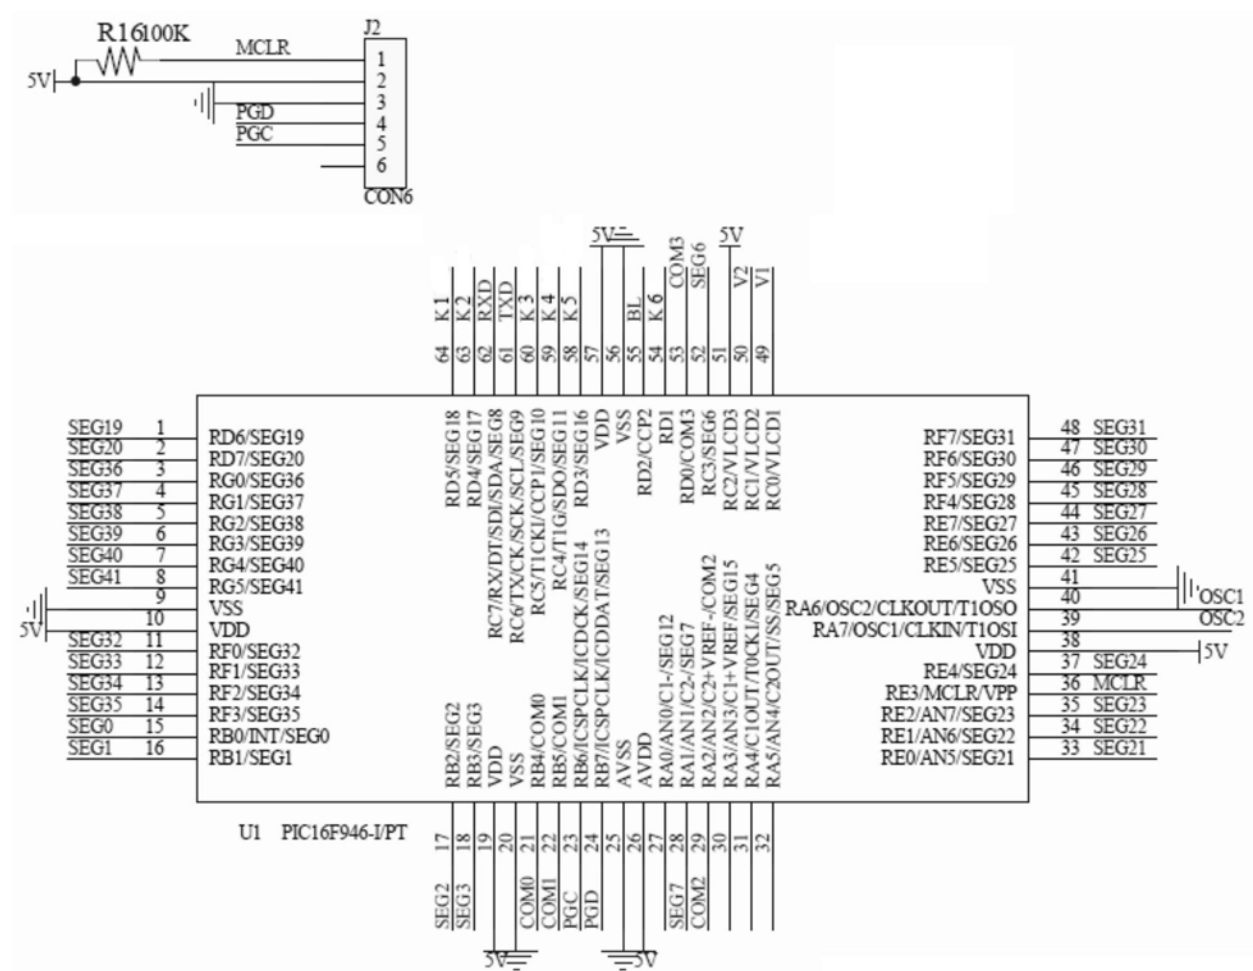 R16 100K
J2
MCLR
1
5V
2
3
PGD
4
PGC
5
6
CON6
5V
5V
K1
K2
RXD
TXD
K3
K4
K5
BL
K6
COM3
SEG6
V2
V1
64
63
62
61
60
59
58
57
56
55
54
53
52
51
50
49
RD5/SEG18
RD4/SEG17
RC7/RX/DT/SDI/SDA/SEG8
RC6/TX/CK/SCK/SCL/SEG9
RC5/T1CKI/CCP1/SEG10
RC4/T1G/SDO/SEG11
RD3/SEG16
VDD
VSS
RD2/CCP2
RD1
RD0/COM3
RC3/SEG6
RC2/VLCD3
RC1/VLCD2
RC0/VLCD1
SEG19 1 RD6/SEG19
SEG20 2 RD7/SEG20
SEG36 3 RG0/SEG36
SEG37 4 RG1/SEG37
SEG38 5 RG2/SEG38
SEG39 6 RG3/SEG39
SEG40 7 RG4/SEG40
SEG41 8 RG5/SEG41
9 VSS
5V 10 VDD
SEG32 11 RF0/SEG32
SEG33 12 RF1/SEG33
SEG34 13 RF2/SEG34
SEG35 14 RF3/SEG35
SEG0 15 RB0/INT/SEG0
SEG1 16 RB1/SEG1
RF7/SEG31 48 SEG31
RF6/SEG30 47 SEG30
RF5/SEG29 46 SEG29
RF4/SEG28 45 SEG28
RE7/SEG27 44 SEG27
RE6/SEG26 43 SEG26
RE5/SEG25 42 SEG25
VSS 41
RA6/OSC2/CLKOUT/T1OSO 40 OSC1
RA7/OSC1/CLKIN/T1OSI 39 OSC2
VDD 38 5V
RE4/SEG24 37 SEG24
RE3/MCLR/VPP 36 MCLR
RE2/AN7/SEG23 35 SEG23
RE1/AN6/SEG22 34 SEG22
RE0/AN5/SEG21 33 SEG21
RB2/SEG2
RB3/SEG3
VDD
VSS
RB4/COM0
RB5/COM1
RB6/ICSPCLK/ICDCK/SEG14
RB7/ICSPCLK/ICDDAT/SEG13
AVSS
AVDD
RA0/AN0/C1-/SEG12
RA1/AN1/C2-/SEG7
RA2/AN2/C2+VREF-/COM2
RA3/AN3/C1+VREF/SEG15
RA4/C1OUT/T0CKI/SEG4
RA5/AN4/C2OUT/SS/SEG5
U1 PIC16F946-I/PT
17
18
19
20
21
22
23
24
25
26
27
28
29
30
31
32
SEG2
SEG3
COM0
COM1
PGC
PGD
SEG7
COM2
5V
5V